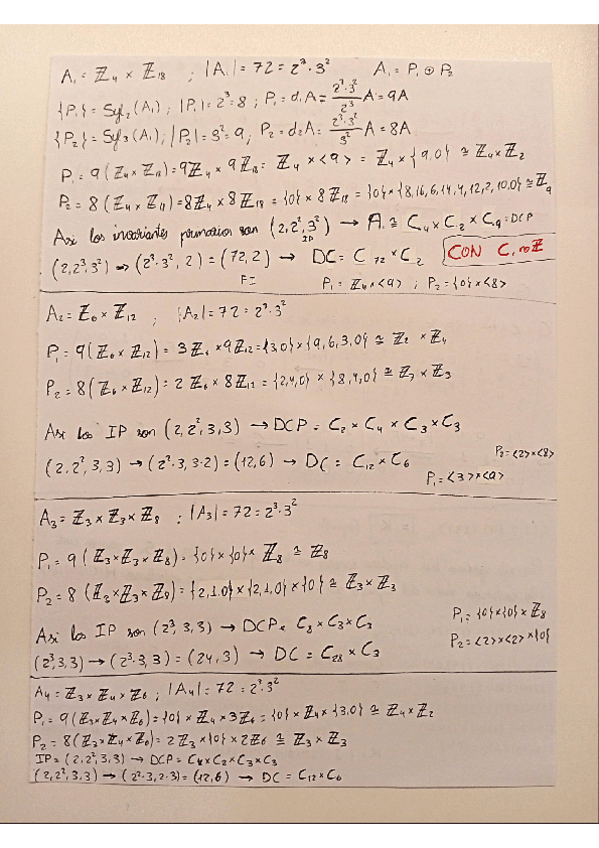 A₁ = ℤ₄ × ℤ₁₈ ; |A₁| = 72 = 2³·3² A₁ = P₁ ⊕ P₂
{P₁} = Syl₂(A₁) ; |P₁| = 2³ = 8 ; P₁ = d₁A = (2³·3²/2³) A = 9A
{P₂} = Syl₃(A₁) ; |P₂| = 3² = 9, P₂ = d₂A = (2³·3²/3²) A = 8A
P₁ = 9(ℤ₄ × ℤ₁₈) = 9ℤ₄ × 9ℤ₁₈ = ℤ₄ × <9> = ℤ₄ × {9,0} ≅ ℤ₄ × ℤ₂
P₂ = 8(ℤ₄ × ℤ₁₈) = 8ℤ₄ × 8ℤ₁₈ = {0} × 8ℤ₁₈ = {0} × {8,16,6,14,4,12,2,10,0} ≅ ℤ₉
Así los invariantes primarios son (2,2²,3²) → A₁ ≅ C₄ × C₂ × C₉ = DCP
IP
(2,2²,3²) → (2³·3², 2) = (72,2) → DC = C₇₂ × C₂ CON C, no ℤ
FI
P₁ = ℤ₄ × <9> ; P₂ = {0} × <8>
A₂ = ℤ₆ × ℤ₁₂ ; |A₂| = 72 = 2³·3²
P₁ = 9(ℤ₆ × ℤ₁₂) = 3ℤ₆ × 9ℤ₁₂ = {3,0} × {9,6,3,0} ≅ ℤ₂ × ℤ₄
P₂ = 8(ℤ₆ × ℤ₁₂) = 2ℤ₆ × 8ℤ₁₂ = {2,4,0} × {8,4,0} ≅ ℤ₃ × ℤ₃
Así los IP son (2,2²,3,3) → DCP = C₂ × C₄ × C₃ × C₃
P₂ = <2> × <8>
(2,2²,3,3) → (2²·3, 3·2) = (12,6) → DC = C₁₂ × C₆
P₁ = <3> × <9>
A₃ = ℤ₃ × ℤ₃ × ℤ₈ ; |A₃| = 72 = 2³·3²
P₁ = 9(ℤ₃ × ℤ₃ × ℤ₈) = {0} × {0} × ℤ₈ ≅ ℤ₈
P₂ = 8(ℤ₃ × ℤ₃ × ℤ₈) = {2,1,0} × {2,1,0} × {0} ≅ ℤ₃ × ℤ₃
P₁ = {0} × {0} × ℤ₈
Así los IP son (2³,3,3) → DCP = C₈ × C₃ × C₃
P₂ = <2> × <2> × {0}
(2³,3,3) → (2³·3, 3) = (24,3) → DC = C₂₈ × C₃
A₄ = ℤ₃ × ℤ₄ × ℤ₆ ; |A₄| = 72 = 2³·3²
P₁ = 9(ℤ₃ × ℤ₄ × ℤ₆) = {0} × ℤ₄ × 3ℤ₆ = {0} × ℤ₄ × {3,0} ≅ ℤ₄ × ℤ₂
P₂ = 8(ℤ₃ × ℤ₄ × ℤ₆) = 2ℤ₃ × {0} × 2ℤ₆ ≅ ℤ₃ × ℤ₃
IP = (2,2²,3,3) → DCP = C₄ × C₂ × C₃ × C₃
(2,2²,3,3) → (2²·3, 2·3) = (12,6) → DC = C₁₂ × C₆